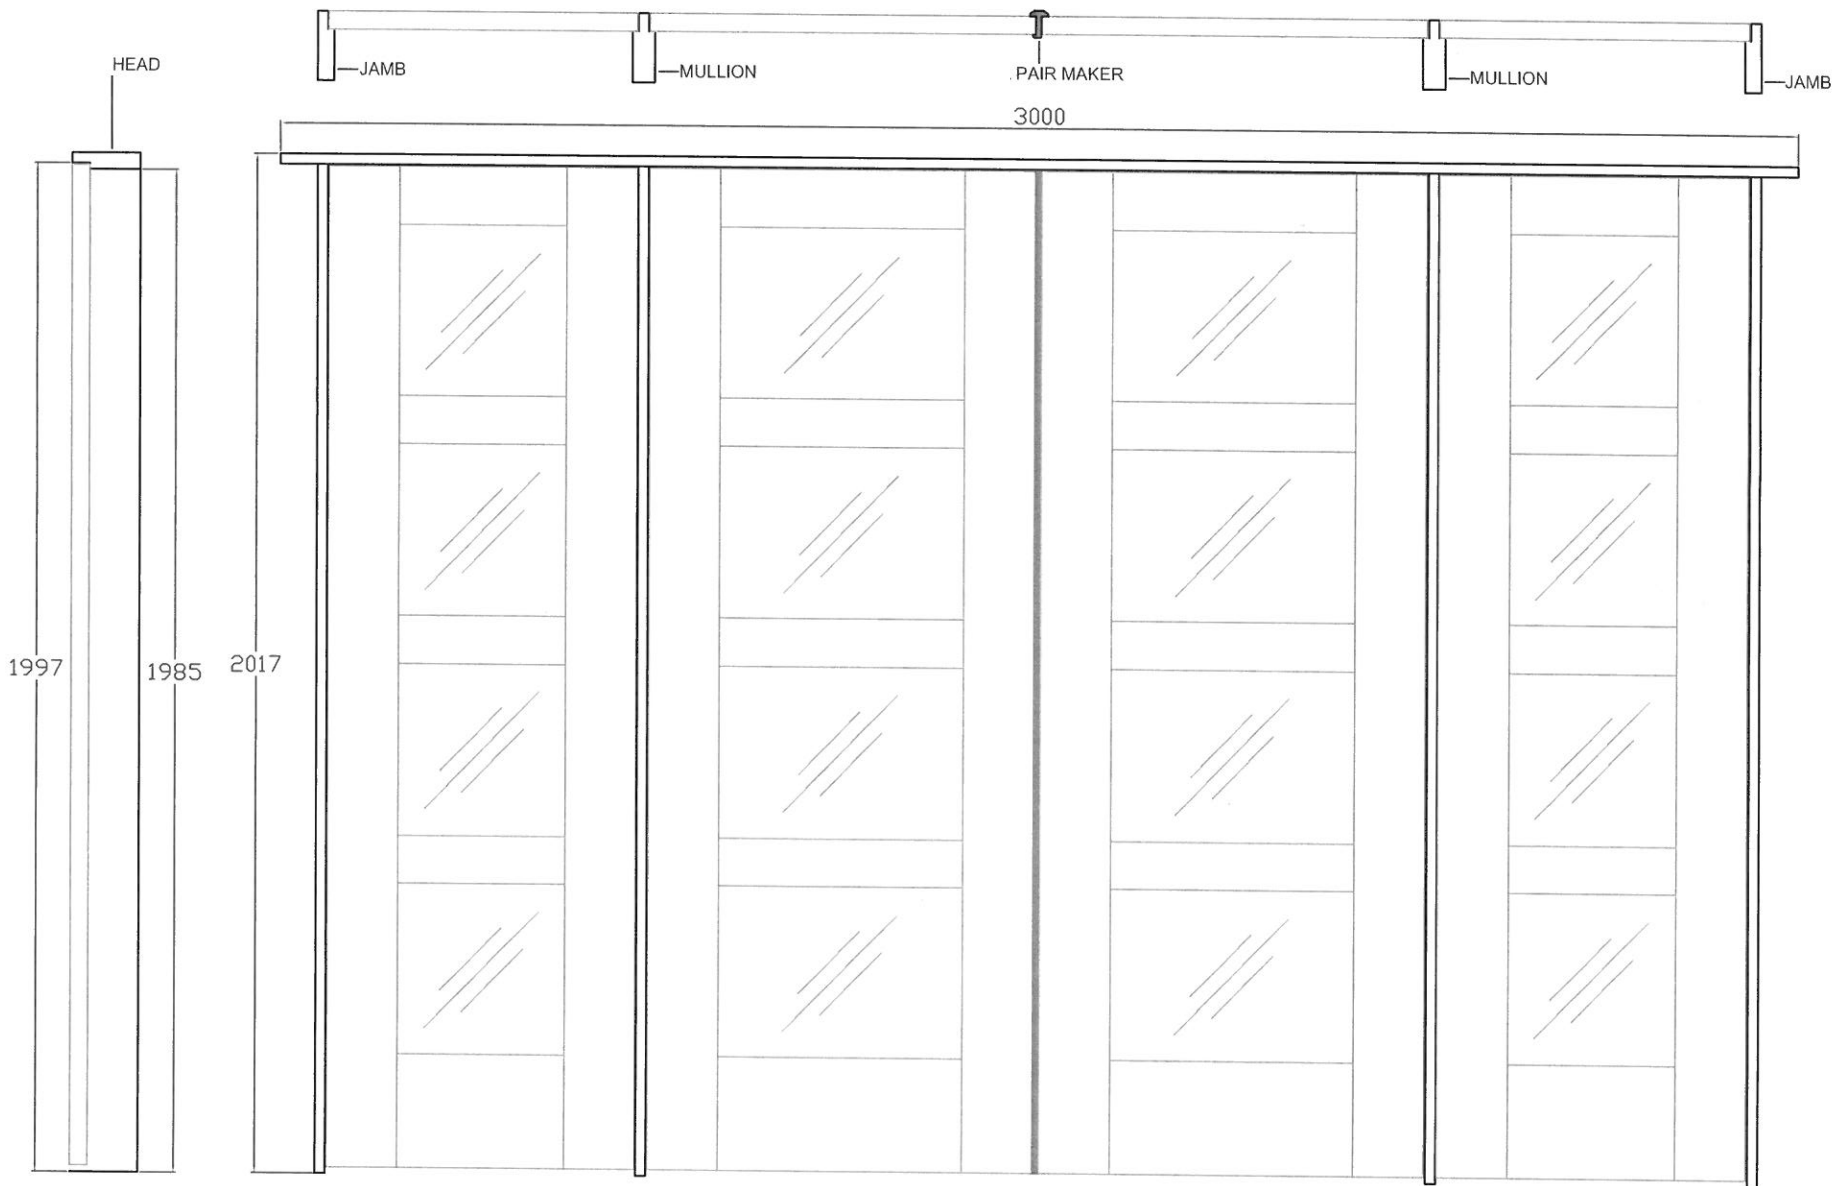 HEAD
JAMB
MULLION
PAIR MAKER
MULLION
JAMB
3000
1997
1985
2017